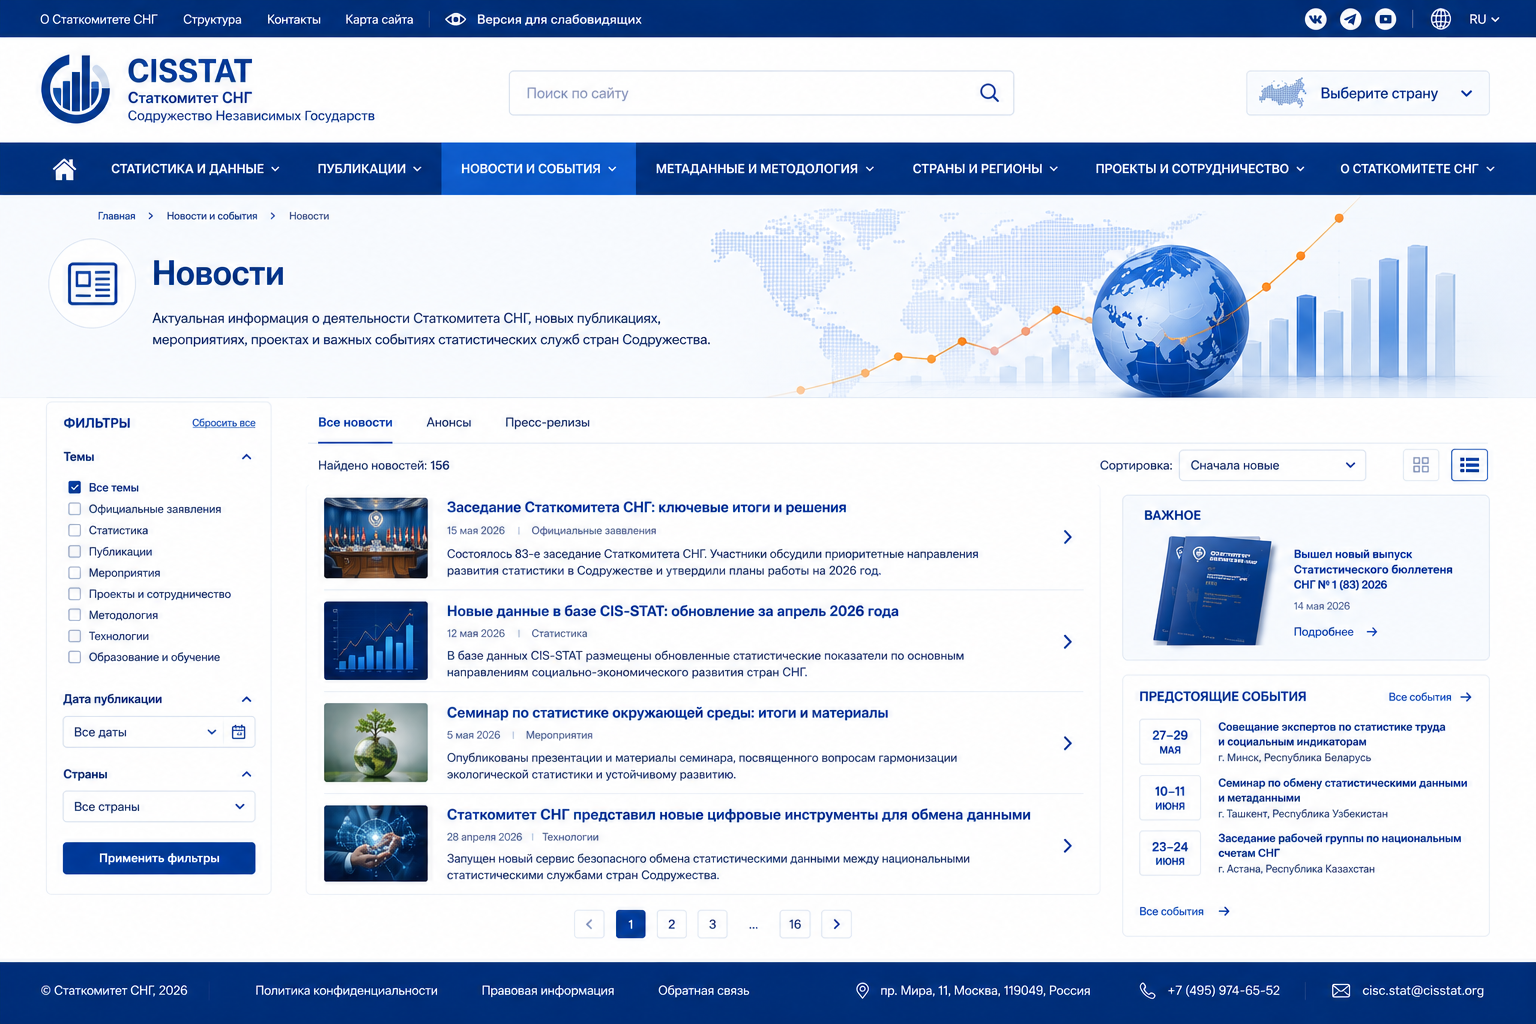 О Статкомитете СНГ Структура Контакты Карта сайта Версия для слабовидящих RU
CISSTAT
Статкомитет СНГ
Содружество Независимых Государств
Поиск по сайту
Выберите страну
СТАТИСТИКА И ДАННЫЕ ПУБЛИКАЦИИ НОВОСТИ И СОБЫТИЯ МЕТАДАННЫЕ И МЕТОДОЛОГИЯ СТРАНЫ И РЕГИОНЫ ПРОЕКТЫ И СОТРУДНИЧЕСТВО О СТАТКОМИТЕТЕ СНГ
Главная > Новости и события > Новости
Новости
Актуальная информация о деятельности Статкомитета СНГ, новых публикациях,
мероприятиях, проектах и важных событиях статистических служб стран Содружества.
ФИЛЬТРЫ Сбросить все
Темы
Все темы
Официальные заявления
Статистика
Публикации
Мероприятия
Проекты и сотрудничество
Методология
Технологии
Образование и обучение
Дата публикации
Все даты
Страны
Все страны
Применить фильтры
Все новости Анонсы Пресс-релизы
Найдено новостей: 156
Сортировка: Сначала новые
Заседание Статкомитета СНГ: ключевые итоги и решения
15 мая 2026 | Официальные заввления
Состоялось 83-е заседание Статкомитета СНГ. Участники обсудили приоритетные направления
развития статистики в Содружестве и утвердили планы работы на 2026 год.
Новые данные в базе CIS-STAT: обновление за апрель 2026 года
12 мая 2026 | Статистика
В базе данных CIS-STAT размещены обновленные статистические показатели по основным
направлениям социально-экономического развития стран СНГ.
Семинар по статистике окружающей среды: итоги и материалы
5 мая 2026 | Мероприятия
Опубликованы презентации и материалы семинара, посвященного вопросам гармонизации
экологической статистики и устойчивому развитию.
Статкомитет СНГ представил новые цифровые инструменты для обмена данными
28 апреля 2026 | Технологии
Запущен новый сервис безопасного обмена статистическими данными между национальными
статистическими службами стран Содружества.
1 2 3 ... 16
ВАЖНОЕ
Вышел новый выпуск
Статистического бюллетеня
СНГ № 1 (83) 2026
14 мая 2026
Подробнее
ПРЕДСТОЯЩИЕ СОБЫТИЯ Все события
27–29
МАЯ
Совещание экспертов по статистике труда
и социальным индикаторам
г. Минск, Республика Беларусь
10–11
ИЮНЯ
Семинар по обмену статистическими данными
и метаданными
г. Ташкент, Республика Узбекистан
23–24
ИЮНЯ
Заседание рабочей группы по национальным
счетам СНГ
г. Астана, Республика Казахстан
Все события
© Статкомитет СНГ, 2026 Политика конфиденциальности Правовая информация Обратная связь пр. Мира, 11, Москва, 119049, Россия +7 (495) 974-65-52 cisc.stat@cisstat.org